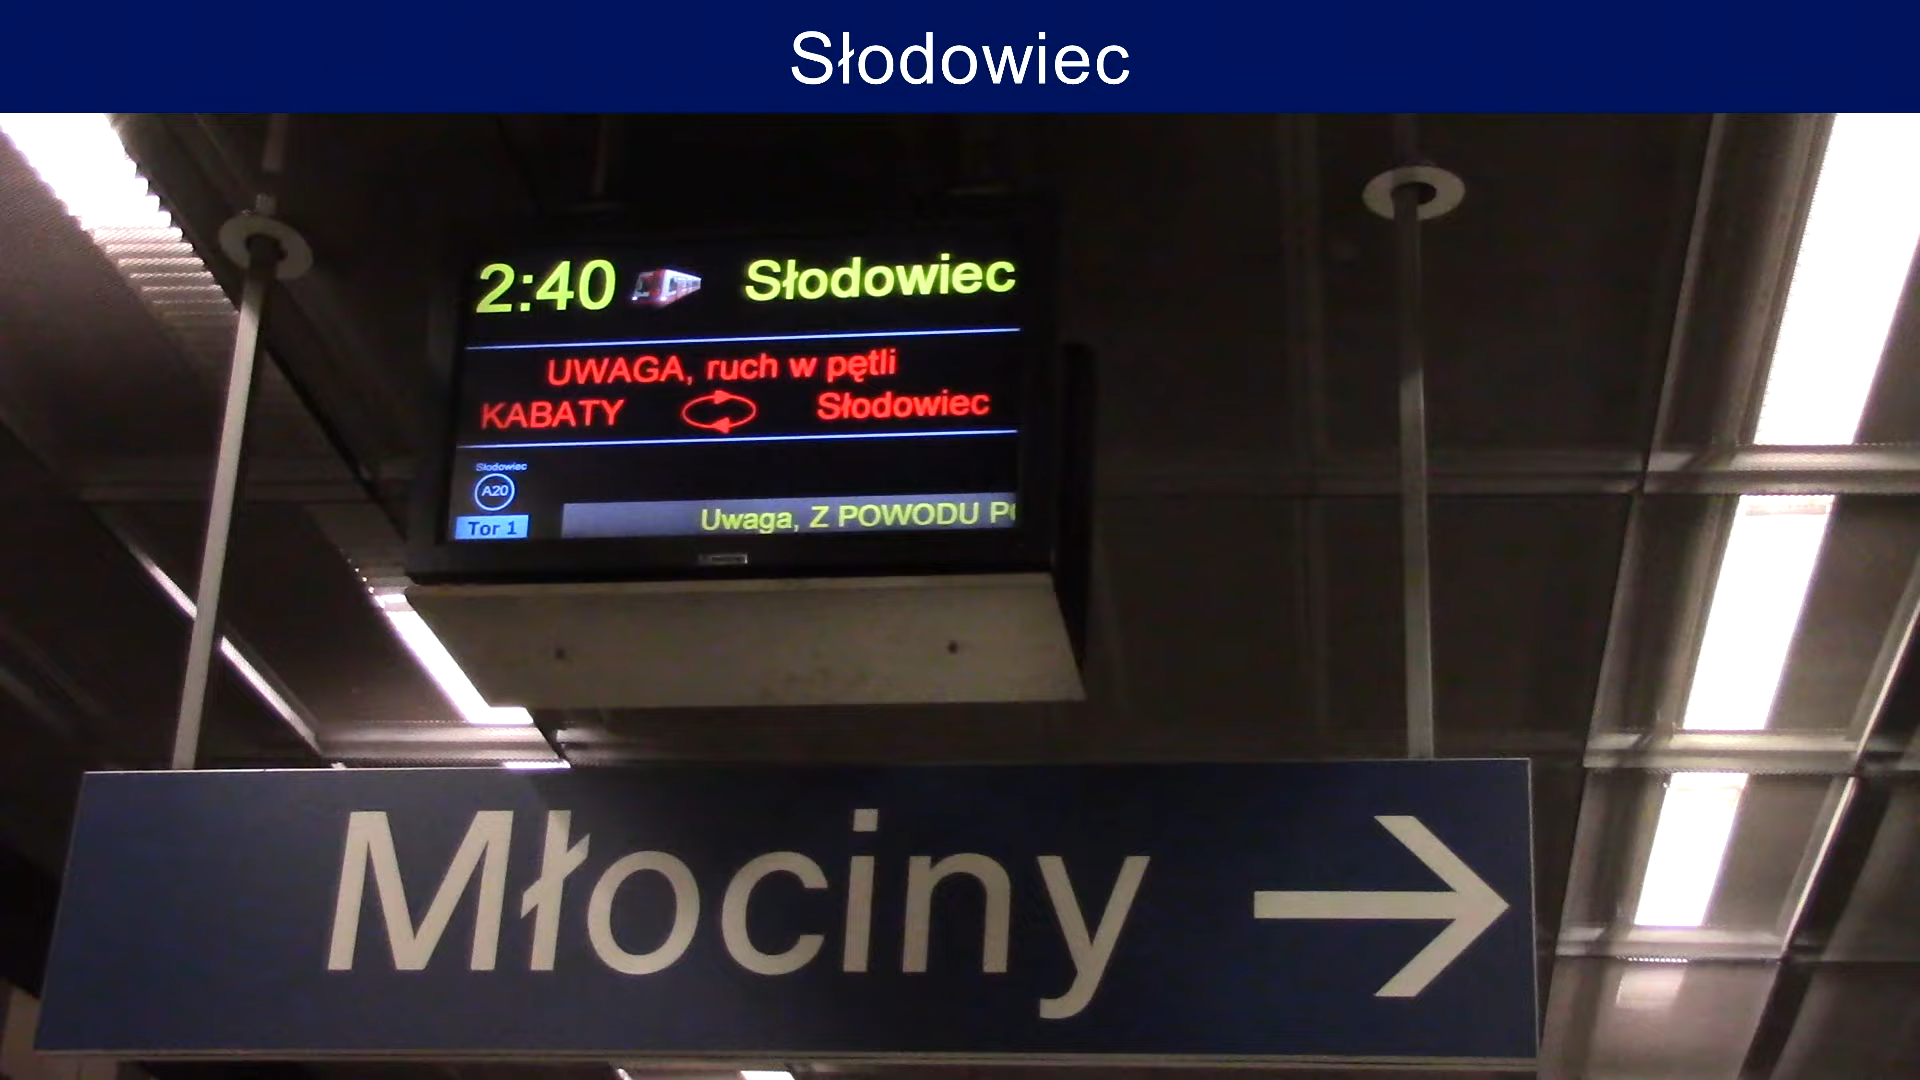 Słodowiec
2:40 Słodowiec
UWAGA, ruch w pętli
KABATY Słodowiec
Słodowiec
A20
Tor 1
Uwaga, Z POWODU
Młociny